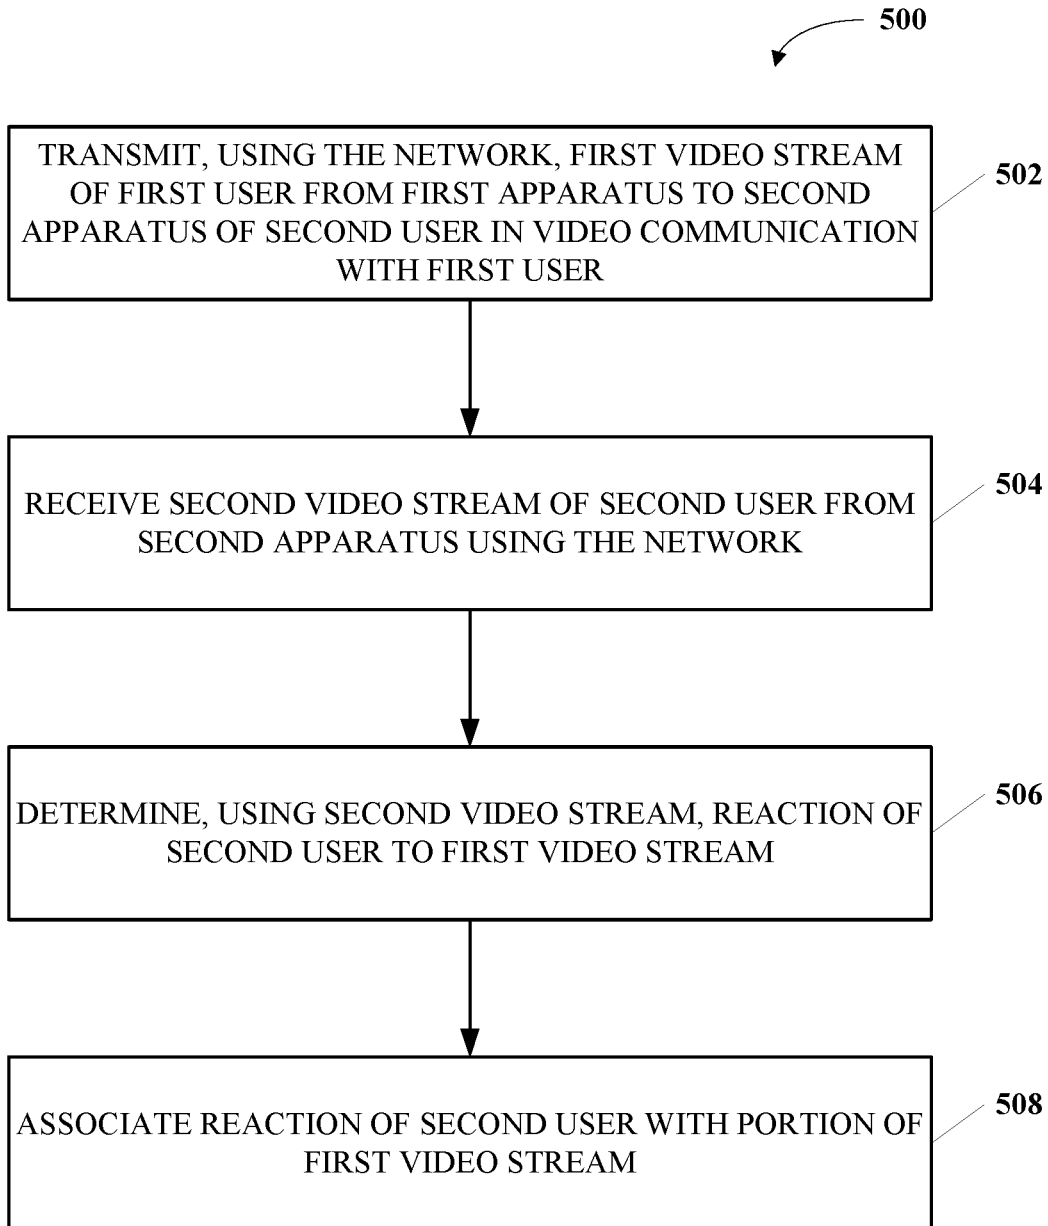 500
TRANSMIT, USING THE NETWORK, FIRST VIDEO STREAM
OF FIRST USER FROM FIRST APPARATUS TO SECOND
APPARATUS OF SECOND USER IN VIDEO COMMUNICATION
WITH FIRST USER
502
RECEIVE SECOND VIDEO STREAM OF SECOND USER FROM
SECOND APPARATUS USING THE NETWORK
504
DETERMINE, USING SECOND VIDEO STREAM, REACTION OF
SECOND USER TO FIRST VIDEO STREAM
506
ASSOCIATE REACTION OF SECOND USER WITH PORTION OF
FIRST VIDEO STREAM
508